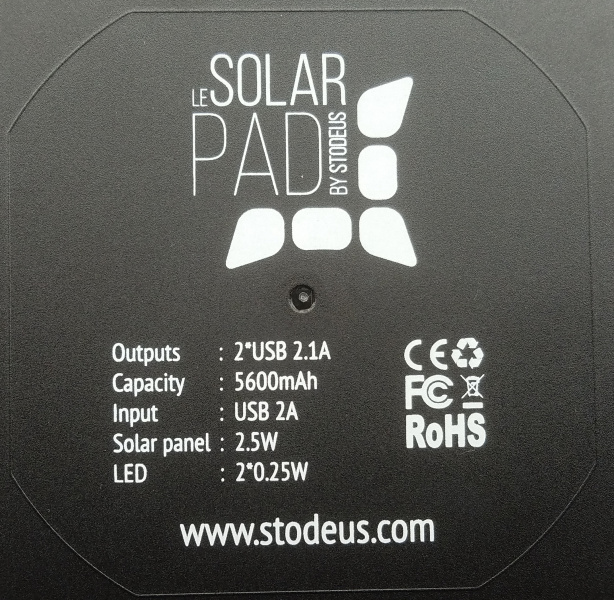 LE SOLAR
PAD BY STODEUS
Outputs : 2*USB 2.1A
Capacity : 5600mAh
Input : USB 2A
Solar panel : 2.5W
LED : 2*0.25W
CE
FC
RoHS
www.stodeus.com